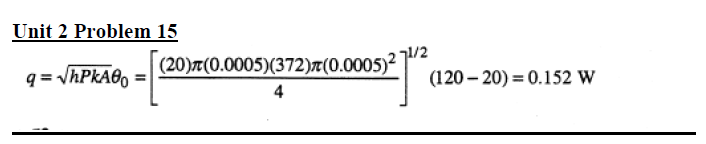 Unit 2 Problem 15
q = √hPkAθ₀ = [(20)π(0.0005)(372)π(0.0005)² / 4]^1/2 (120 – 20) = 0.152 W